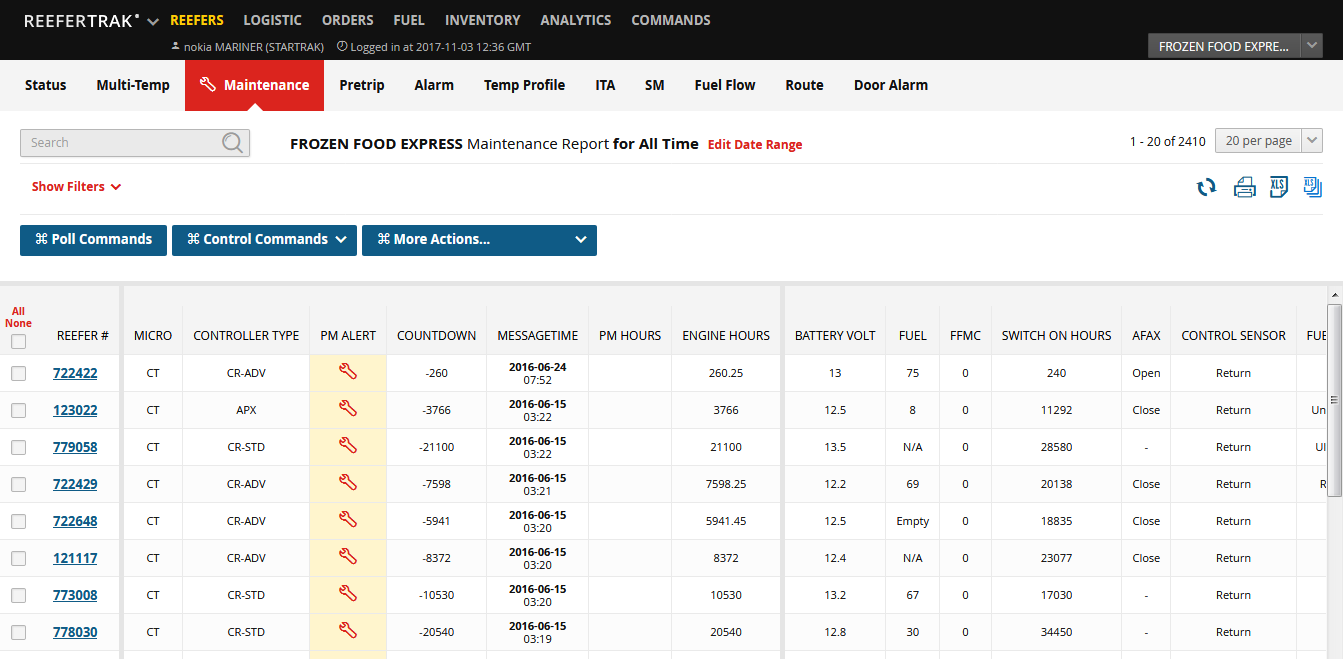 REEFERTRAK° REEFERS LOGISTIC ORDERS FUEL INVENTORY ANALYTICS COMMANDS
nokia MARINER (STARTRAK) Logged in at 2017-11-03 12:36 GMT
FROZEN FOOD EXPRE...
Status Multi-Temp Maintenance Pretrip Alarm Temp Profile ITA SM Fuel Flow Route Door Alarm
Search FROZEN FOOD EXPRESS Maintenance Report for All Time Edit Date Range 1 - 20 of 2410 20 per page
Show Filters XLS XLS
⌘ Poll Commands ⌘ Control Commands ⌘ More Actions...
All
None
REEFER # MICRO CONTROLLER TYPE PM ALERT COUNTDOWN MESSAGETIME PM HOURS ENGINE HOURS BATTERY VOLT FUEL FFMC SWITCH ON HOURS AFAX CONTROL SENSOR FUE
722422 CT CR-ADV -260 2016-06-24 07:52 260.25 13 75 0 240 Open Return
123022 CT APX -3766 2016-06-15 03:22 3766 12.5 8 0 11292 Close Return Un
779058 CT CR-STD -21100 2016-06-15 03:22 21100 13.5 N/A 0 28580 - Return Ul
722429 CT CR-ADV -7598 2016-06-15 03:21 7598.25 12.2 69 0 20138 Close Return R
722648 CT CR-ADV -5941 2016-06-15 03:20 5941.45 12.5 Empty 0 18835 Close Return
121117 CT CR-ADV -8372 2016-06-15 03:20 8372 12.4 N/A 0 23077 Close Return
773008 CT CR-STD -10530 2016-06-15 03:20 10530 13.2 67 0 17030 - Return
778030 CT CR-STD -20540 2016-06-15 03:19 20540 12.8 30 0 34450 - Return